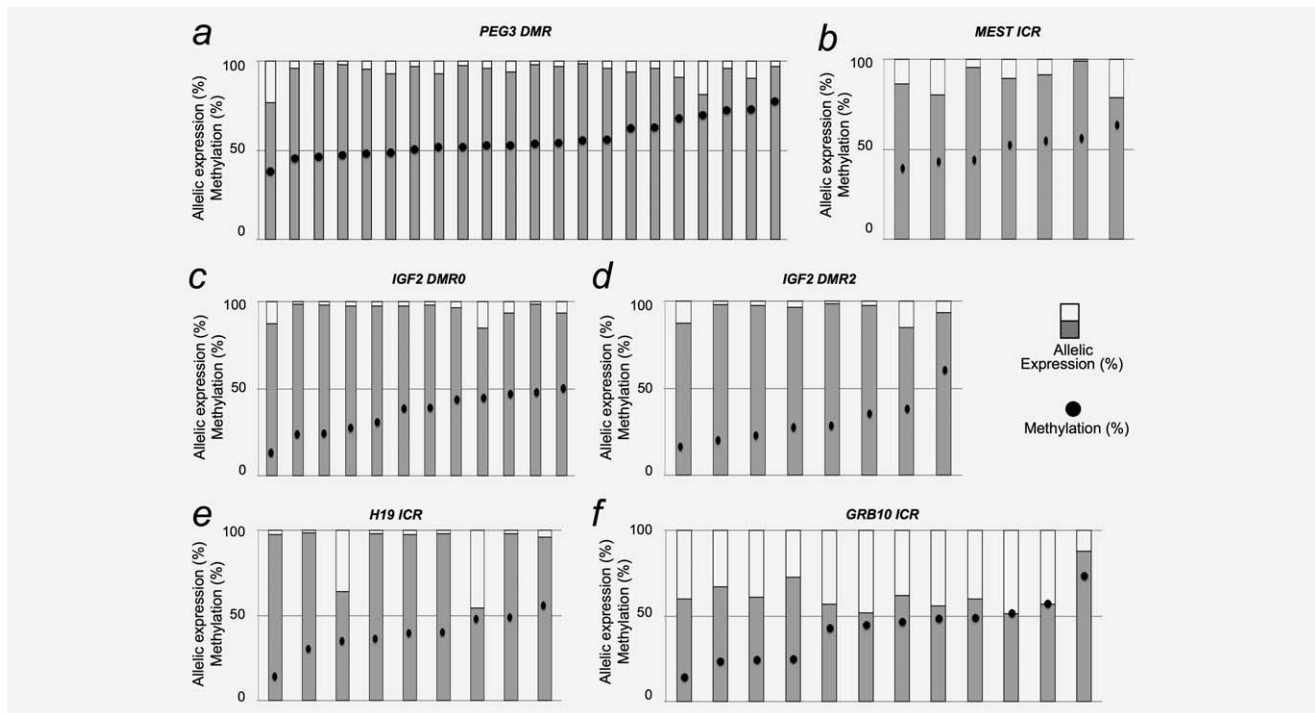 a
PEG3 DMR
Allelic expression (%)
Methylation (%)
100
50
0
b
MEST ICR
Allelic expression (%)
Methylation (%)
100
50
0
c
IGF2 DMR0
Allelic expression (%)
Methylation (%)
100
50
0
d
IGF2 DMR2
Allelic expression (%)
Methylation (%)
100
50
0
Allelic
Expression (%)
Methylation (%)
e
H19 ICR
Allelic expression (%)
Methylation (%)
100
50
0
f
GRB10 ICR
Allelic expression (%)
Methylation (%)
100
50
0